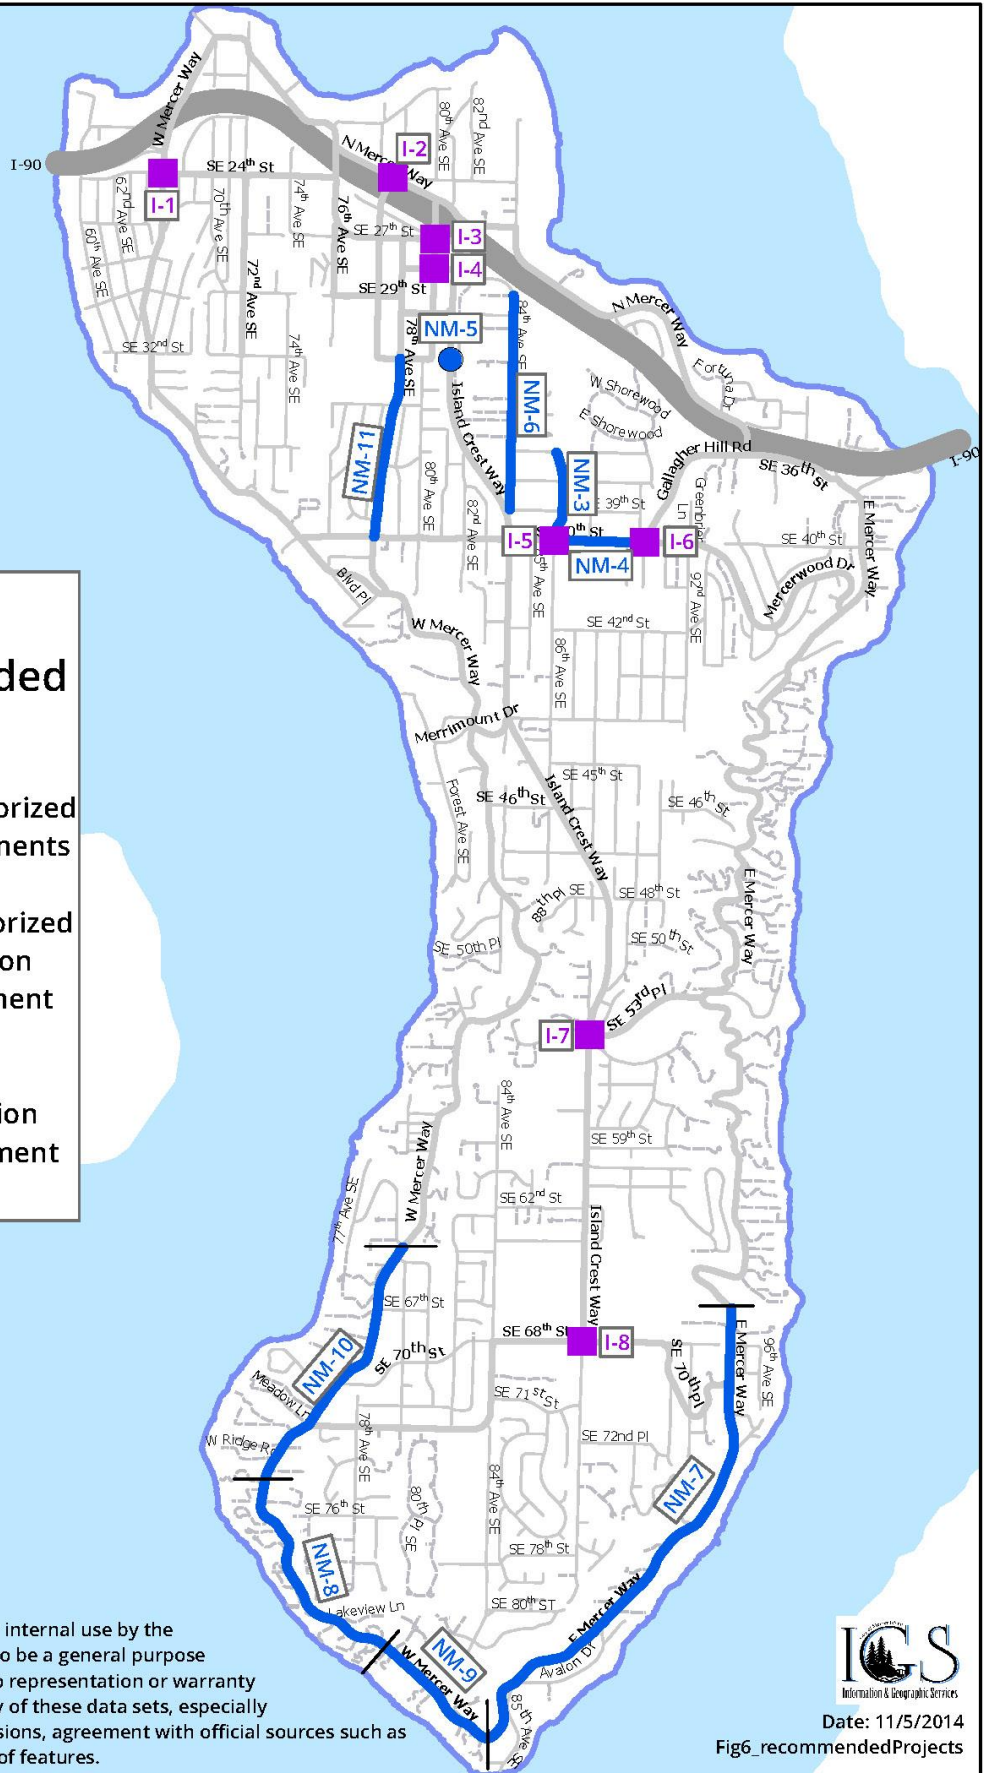 W Mercer Way
80th Ave SE
82nd Ave SE
I-90
N Mercer Way
I-2
SE 24th St
I-1
62nd Ave SE
70th Ave SE
74th Ave SE
76th Ave SE
60th Ave SE
SE 27th St
I-3
I-4
72nd Ave SE
SE 29th St
N Mercer Way
NM-5
84th Ave SE
SE 32nd St
74th Ave SE
78th Ave SE
Fortuna Dr
W Shorewood
E Shorewood
NM-6
Island Crest Way
NM-11
Gallagher Hill Rd
I-90
SE 36th St
80th Ave SE
NM-3
39th St
Greenbrier Ln
82nd Ave SE
E Mercer Way
I-5
I-6
SE 40th St
NM-4
Mercerwood Dr
Blvd Pl
92nd Ave SE
SE 42nd St
W Mercer Way
86th Ave SE
ded
Merrimount Dr
SE 45th St
Island Crest Way
SE 46th St
SE 46th St
orized
nents
Forest Ave SE
88th Pl SE
SE 48th St
E Mercer Way
orized
on
nent
SE 50th Pl
SE 50th St
SE 53rd Pl
I-7
84th Ave SE
ion
nent
SE 59th St
W Mercer Way
77th Ave SE
SE 62nd St
Island Crest Way
SE 67th St
SE 68th St
I-8
E Mercer Way
96th Ave SE
NM-10
SE 70th St
SE 70th Pl
Meadow Ln
SE 71st St
W Ridge R
78th Ave SE
SE 72nd Pl
84th Ave SE
NM-7
SE 76th St
80th Pl SE
SE 78th St
NM-8
Lakeview Ln
SE 80th ST
E Mercer Way
NM-9
W Mercer Way
Avalon Dr
85th Ave SE
internal use by the
o be a general purpose
o representation or warranty
y of these data sets, especially
sions, agreement with official sources such as
of features.
IGS
Information & Geographic Services
Date: 11/5/2014
Fig6_recommendedProjects